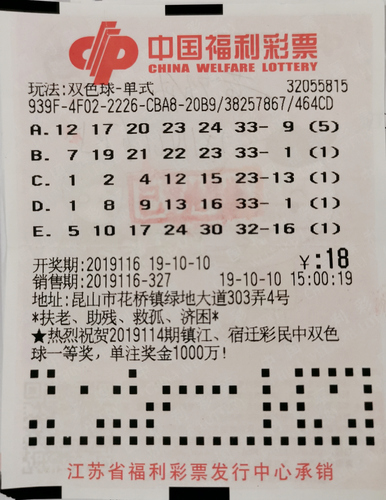 中国福利彩票
CHINA WELFARE LOTTERY
玩法:双色球-单式 32055815
939F-4F02-2226-CBA8-20B9/38257867/464CD
A. 12 17 20 23 24 33- 9 (5)
B. 7 19 21 22 23 33- 1 (1)
C. 1 2 4 12 15 23-13 (1)
D. 1 8 9 13 16 33- 1 (1)
E. 5 10 17 24 30 32-16 (1)
开奖期:2019116 19-10-10 ¥:18
销售期:2019116-327 19-10-10 15:00:19
地址:昆山市花桥镇绿地大道303弄4号
*扶老、助残、救孤、济困*
★热烈祝贺2019114期镇江、宿迁彩民中双色
球一等奖，单注奖金1000万!
江苏省福利彩票发行中心承销